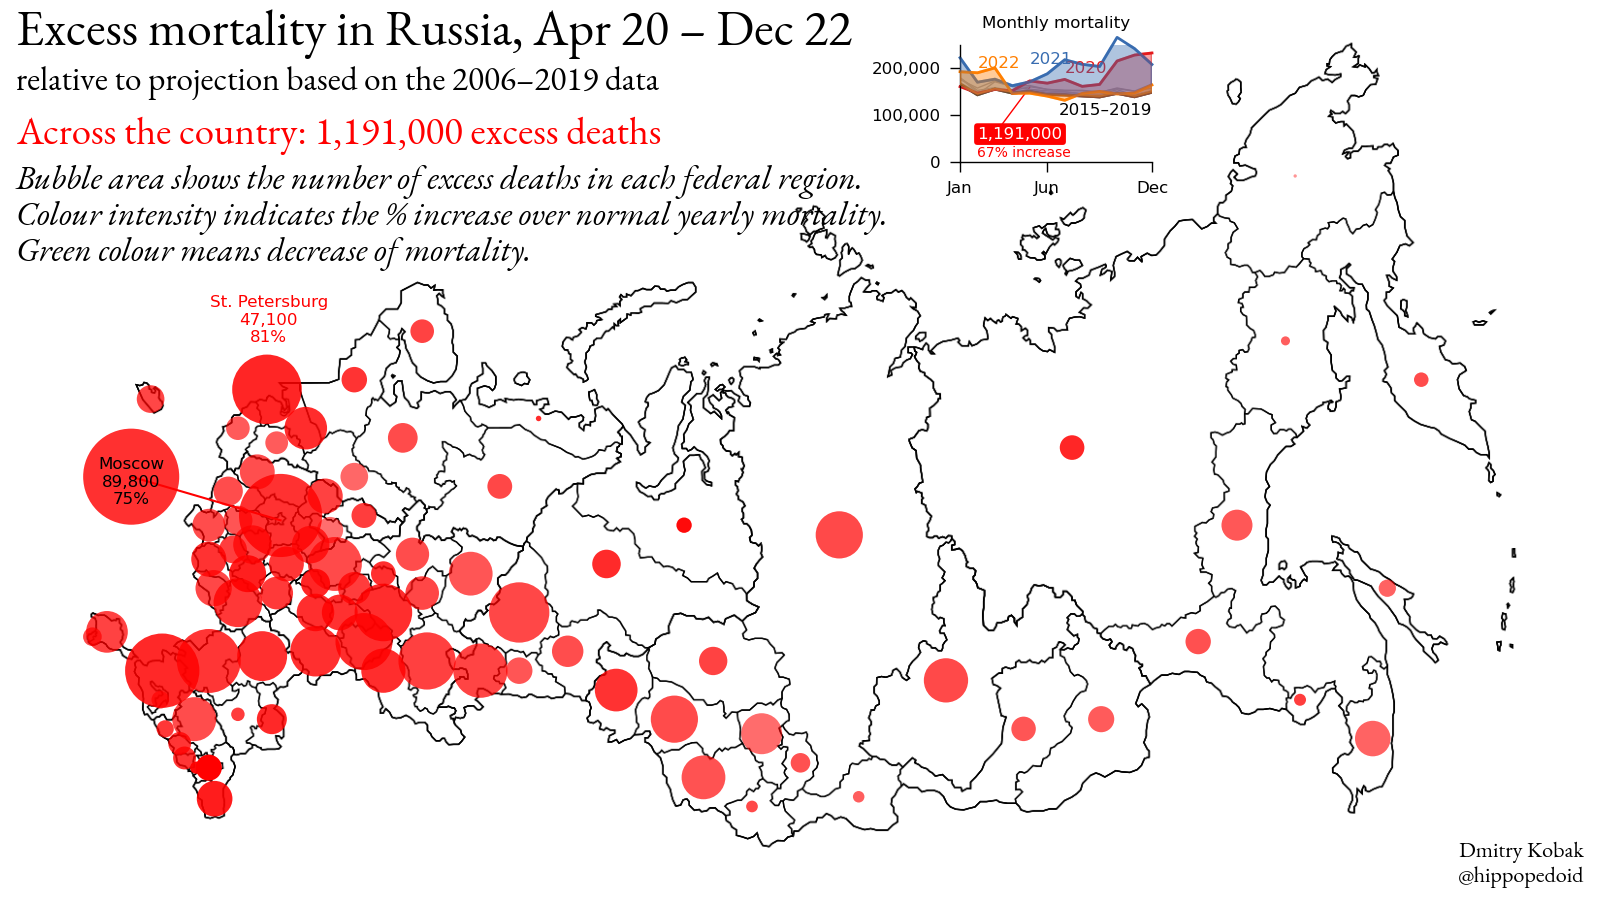 Excess mortality in Russia, Apr 20 – Dec 22
relative to projection based on the 2006–2019 data
Across the country: 1,191,000 excess deaths
Bubble area shows the number of excess deaths in each federal region.
Colour intensity indicates the % increase over normal yearly mortality.
Green colour means decrease of mortality.
Monthly mortality
200,000
100,000
0
2022
2021
2020
2015–2019
1,191,000
67% increase
Jan
Jun
Dec
St. Petersburg
47,100
81%
Moscow
89,800
75%
Dmitry Kobak
@hippopedoid